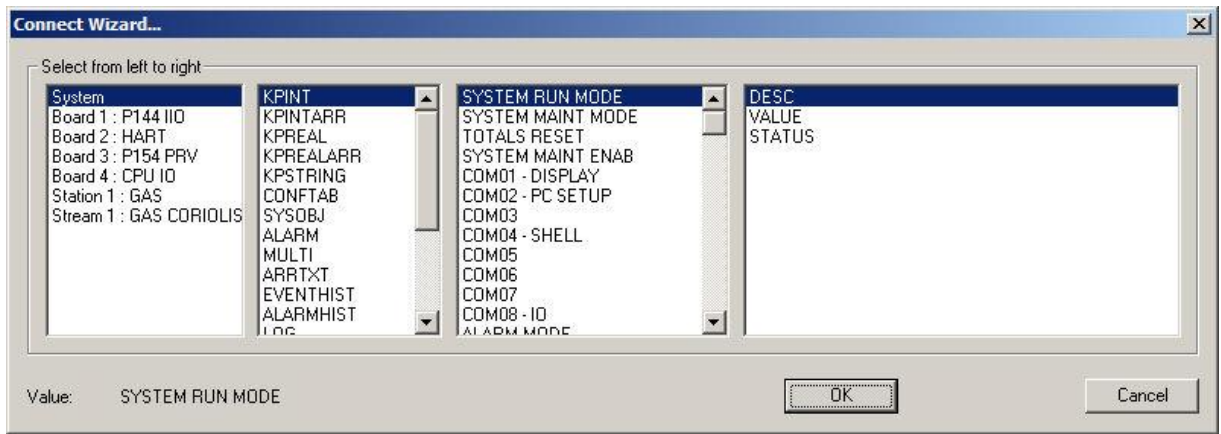 Connect Wizard...
Select from left to right
System
Board 1 : P144 IIO
Board 2 : HART
Board 3 : P154 PRV
Board 4 : CPU IO
Station 1 : GAS
Stream 1 : GAS CORIOLIS
KPINT
KPINTARR
KPREAL
KPREALARR
KPSTRING
CONFTAB
SYSOBJ
ALARM
MULTI
ARRTXT
EVENTHIST
ALARMHIST
LOG
SYSTEM RUN MODE
SYSTEM MAINT MODE
TOTALS RESET
SYSTEM MAINT ENAB
COM01 - DISPLAY
COM02 - PC SETUP
COM03
COM04 - SHELL
COM05
COM06
COM07
COM08 - IO
ALARM MODE
DESC
VALUE
STATUS
Value: SYSTEM RUN MODE
OK
Cancel